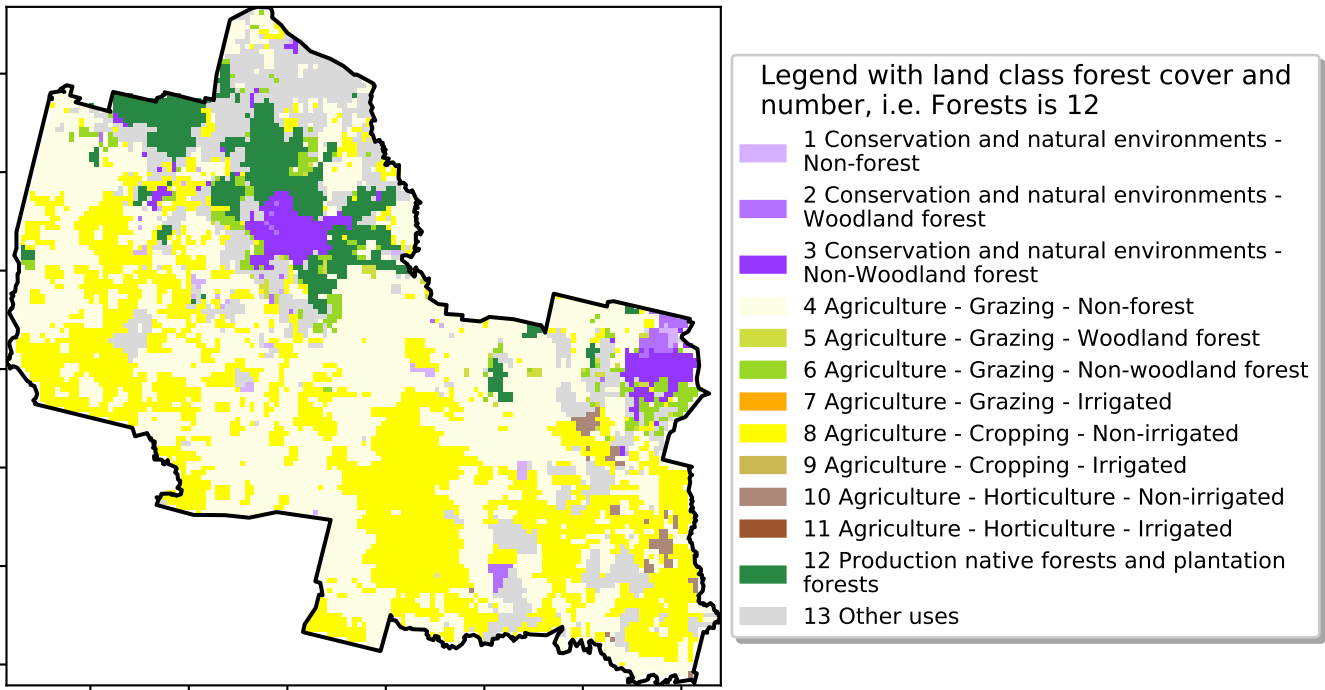 Legend with land class forest cover and
number, i.e. Forests is 12
1 Conservation and natural environments -
Non-forest
2 Conservation and natural environments -
Woodland forest
3 Conservation and natural environments -
Non-Woodland forest
4 Agriculture - Grazing - Non-forest
5 Agriculture - Grazing - Woodland forest
6 Agriculture - Grazing - Non-woodland forest
7 Agriculture - Grazing - Irrigated
8 Agriculture - Cropping - Non-irrigated
9 Agriculture - Cropping - Irrigated
10 Agriculture - Horticulture - Non-irrigated
11 Agriculture - Horticulture - Irrigated
12 Production native forests and plantation
forests
13 Other uses